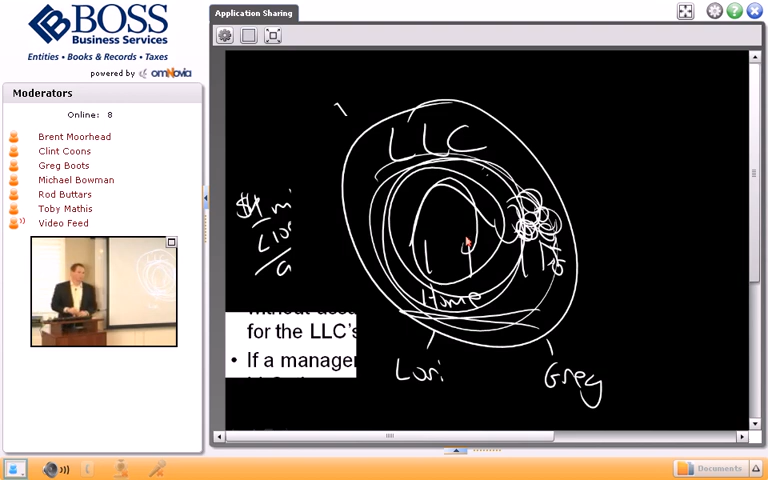 BOSS
Business Services
Entities • Books & Records • Taxes
powered by omNovia
Moderators
Online: 8
Brent Moorhead
Clint Coons
Greg Boots
Michael Bowman
Rod Buttars
Toby Mathis
Video Feed
Application Sharing
LLC
Home
for the LLC's
• If a manager
Lori
Greg
Documents